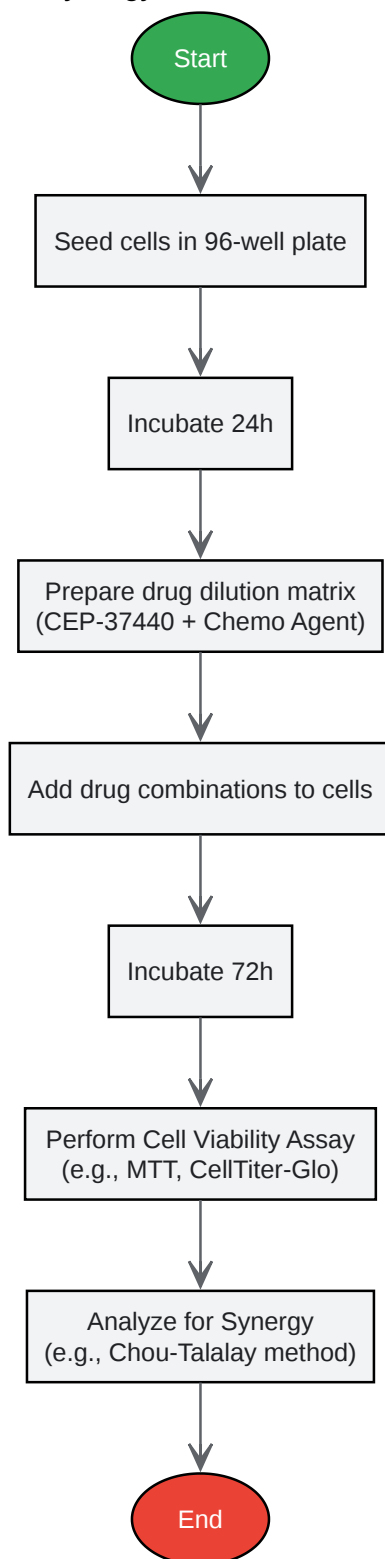 Start
Seed cells in 96-well plate
Incubate 24h
Prepare drug dilution matrix
(CEP-37440 + Chemo Agent)
Add drug combinations to cells
Incubate 72h
Perform Cell Viability Assay
(e.g., MTT, CellTiter-Glo)
Analyze for Synergy
(e.g., Chou-Talalay method)
End